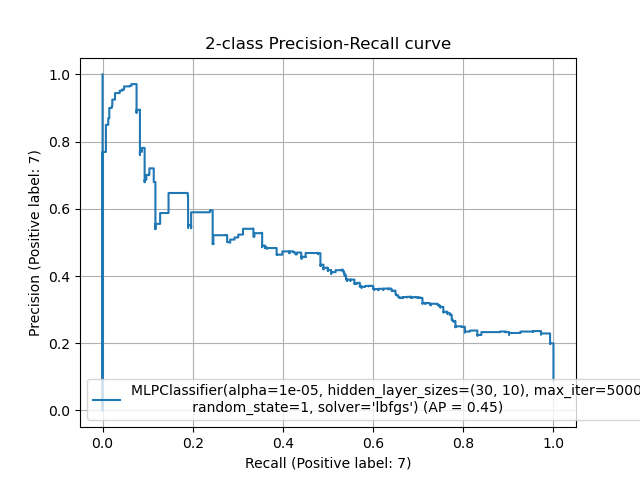 2-class Precision-Recall curve
1.0
0.8
0.6
0.4
0.2
0.0
Precision (Positive label: 7)
MLPClassifier(alpha=1e-05, hidden_layer_sizes=(30, 10), max_iter=5000
random_state=1, solver='lbfgs') (AP = 0.45)
0.0 0.2 0.4 0.6 0.8 1.0
Recall (Positive label: 7)